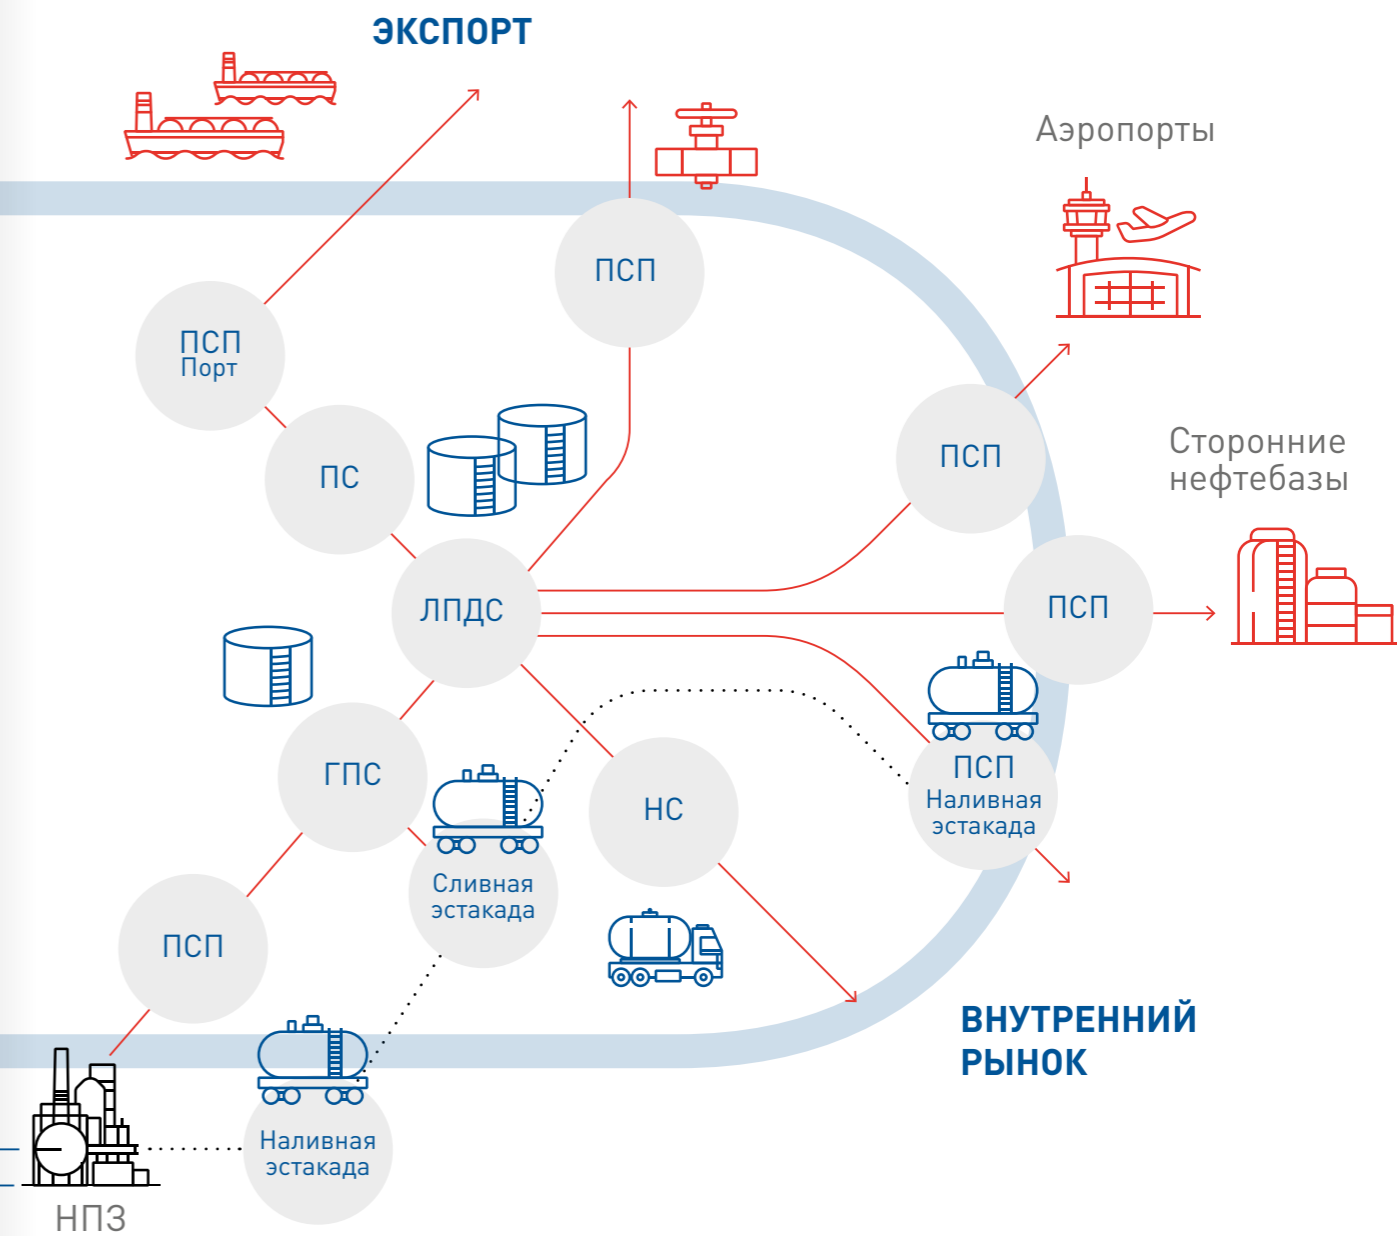 ЭКСПОРТ
Аэропорты
ПСП
ПСП
Порт
Сторонние
нефтебазы
ПСП
ПС
ЛПДС
ПСП
ГПС
ПСП
Наливная
эстакада
НС
Сливная
эстакада
ПСП
ВНУТРЕННИЙ
РЫНОК
Наливная
эстакада
НПЗ